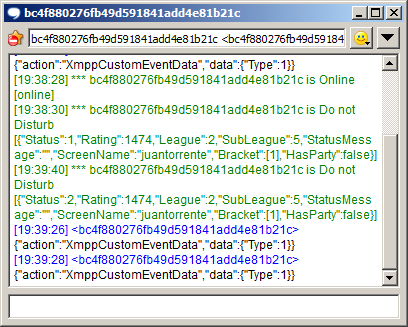 bc4f880276fb49d591841add4e81b21c
bc4f880276fb49d591841add4e81b21c <bc4f880276fb49d59184
{"action":"XmppCustomEventData","data":{"Type":1}}
[19:38:28] *** bc4f880276fb49d591841add4e81b21c is Online
[online]
[19:38:30] *** bc4f880276fb49d591841add4e81b21c is Do not
Disturb
[{"Status":1,"Rating":1474,"League":2,"SubLeague":5,"StatusMess
age":"","ScreenName":"juantorrente","Bracket":[1],"HasParty":false}]
[19:39:40] *** bc4f880276fb49d591841add4e81b21c is Do not
Disturb
[{"Status":2,"Rating":1474,"League":2,"SubLeague":5,"StatusMess
age":"","ScreenName":"juantorrente","Bracket":[1],"HasParty":false}]
[19:39:26] <bc4f880276fb49d591841add4e81b21c>
{"action":"XmppCustomEventData","data":{"Type":1}}
[19:39:28] <bc4f880276fb49d591841add4e81b21c>
{"action":"XmppCustomEventData","data":{"Type":1}}